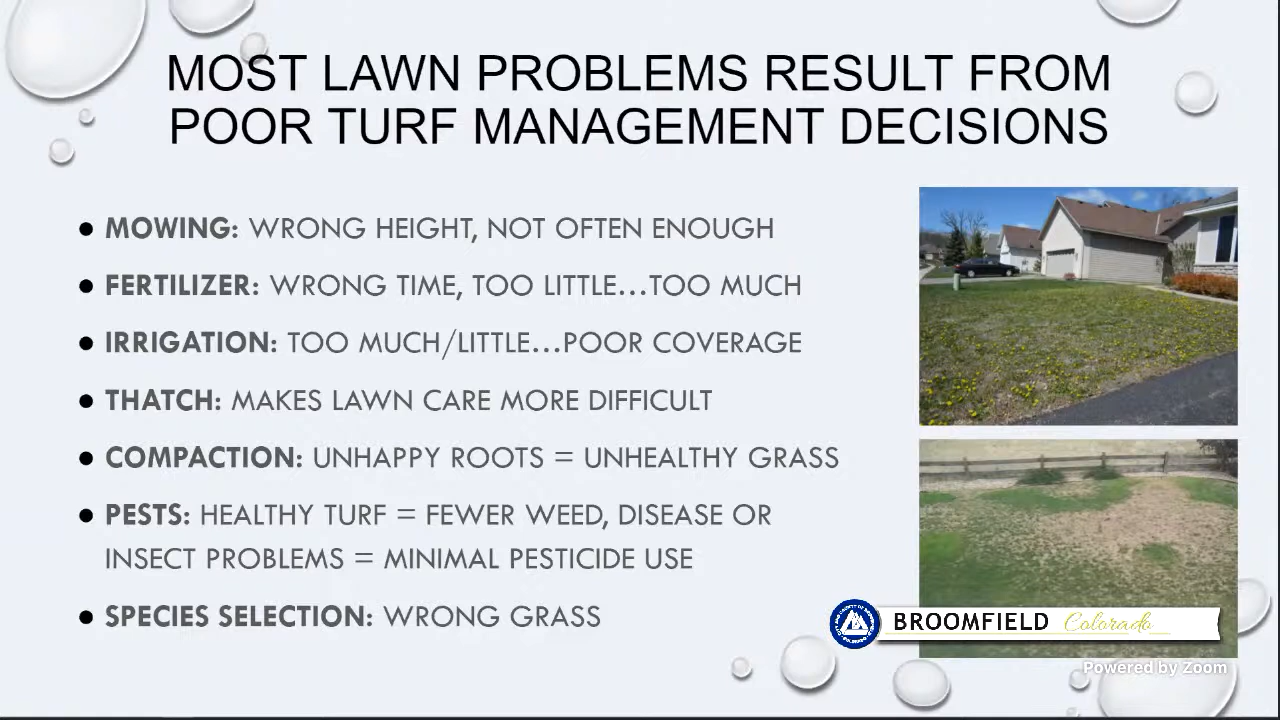 MOST LAWN PROBLEMS RESULT FROM
POOR TURF MANAGEMENT DECISIONS
● MOWING: WRONG HEIGHT, NOT OFTEN ENOUGH
● FERTILIZER: WRONG TIME, TOO LITTLE...TOO MUCH
● IRRIGATION: TOO MUCH/LITTLE...POOR COVERAGE
● THATCH: MAKES LAWN CARE MORE DIFFICULT
● COMPACTION: UNHAPPY ROOTS = UNHEALTHY GRASS
● PESTS: HEALTHY TURF = FEWER WEED, DISEASE OR
INSECT PROBLEMS = MINIMAL PESTICIDE USE
● SPECIES SELECTION: WRONG GRASS
BROOMFIELD Colorado
Powered by Zoom